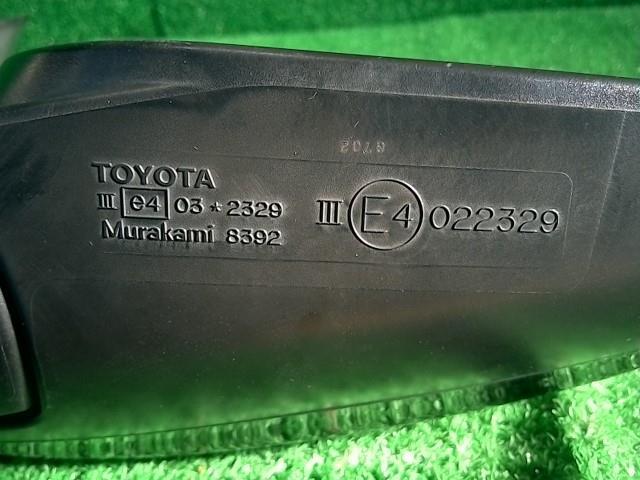 TOYOTA
III e4 03*2329
Murakami 8392
III E4 022329